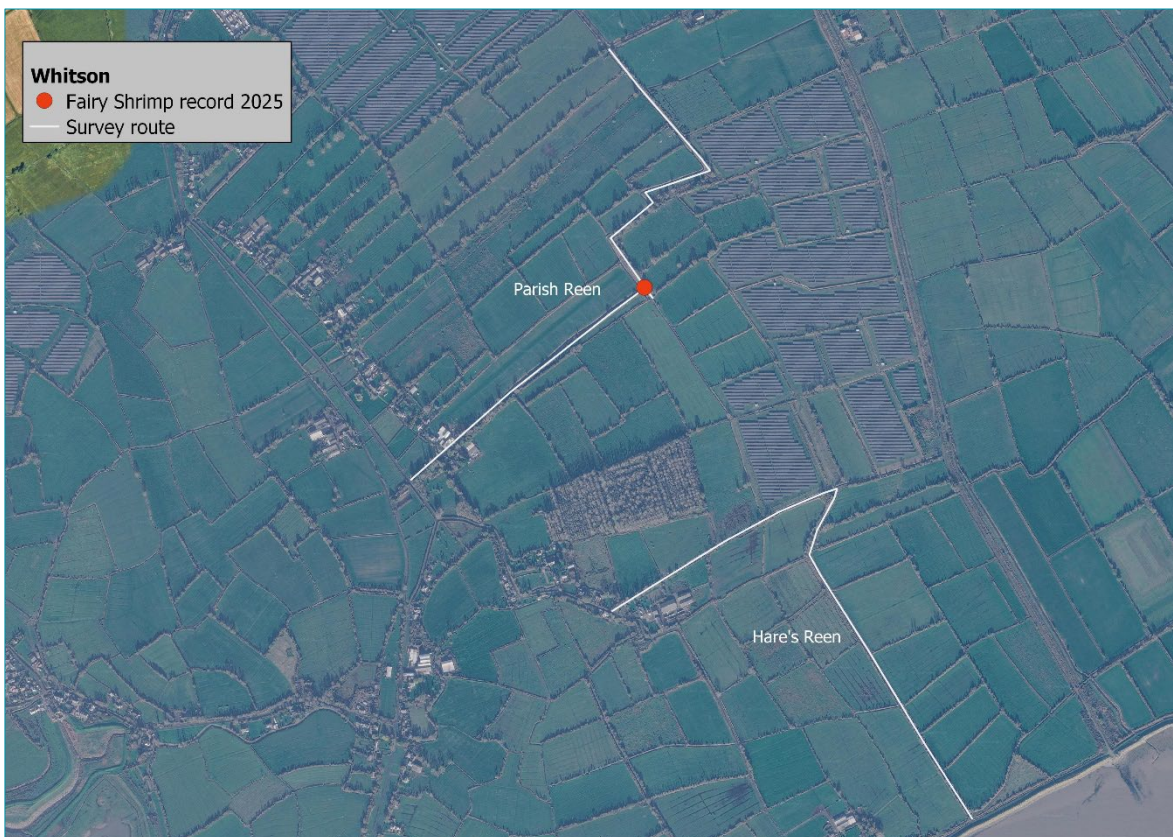 Whitson
Fairy Shrimp record 2025
Survey route
Parish Reen
Hare's Reen